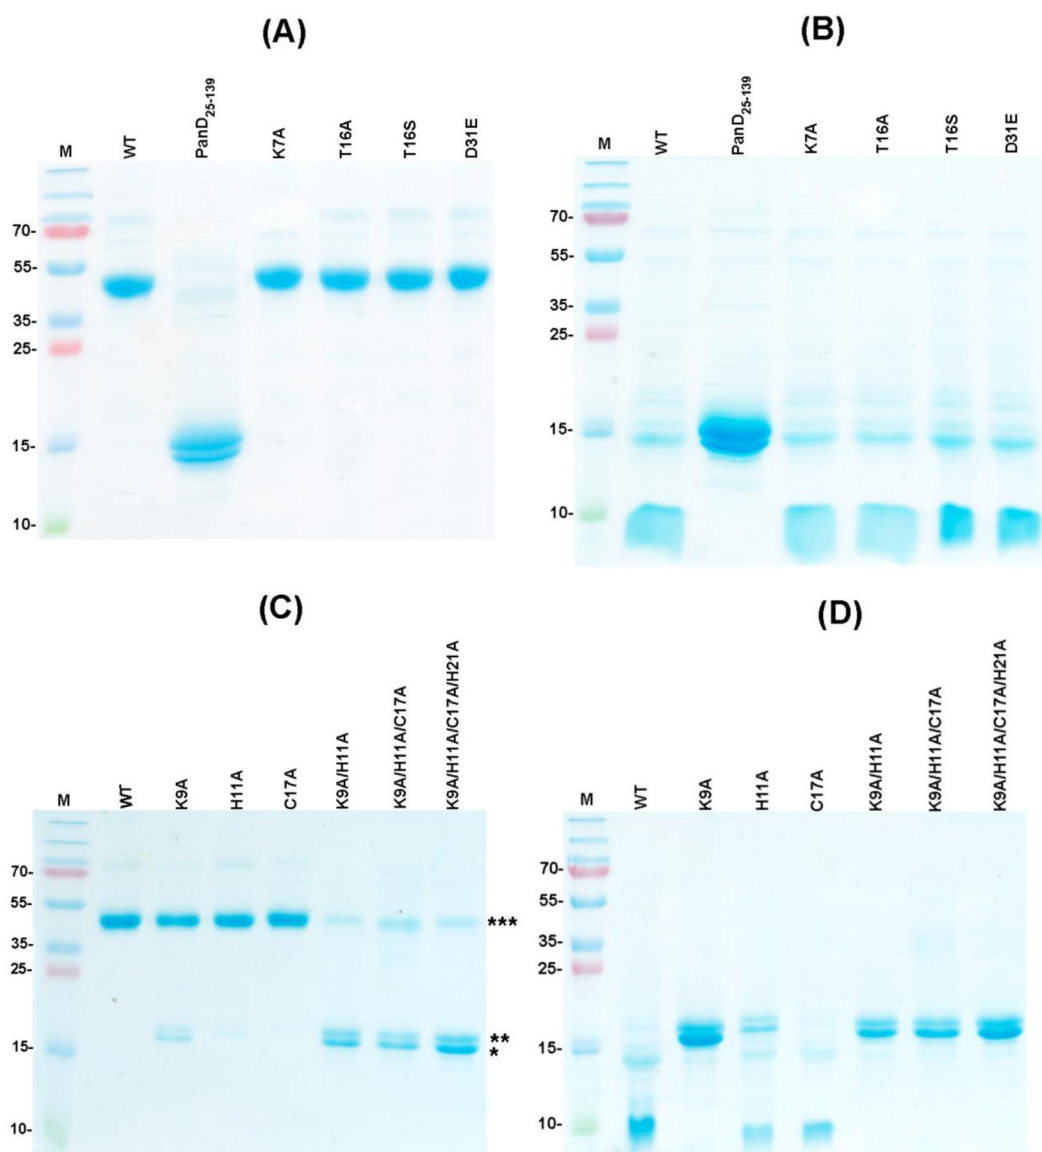 (A)
M
WT
PanD25-139
K7A
T16A
T16S
D31E
70-
55-
35-
25-
15-
10-
(B)
M
WT
PanD25-139
K7A
T16A
T16S
D31E
70-
55-
35-
25-
15-
10-
(C)
M
WT
K9A
H11A
C17A
K9A/H11A
K9A/H11A/C17A
K9A/H11A/C17A/H21A
70-
55-
35-
25-
15-
10-
***
**
*
(D)
M
WT
K9A
H11A
C17A
K9A/H11A
K9A/H11A/C17A
K9A/H11A/C17A/H21A
70-
55-
35-
25-
15-
10-